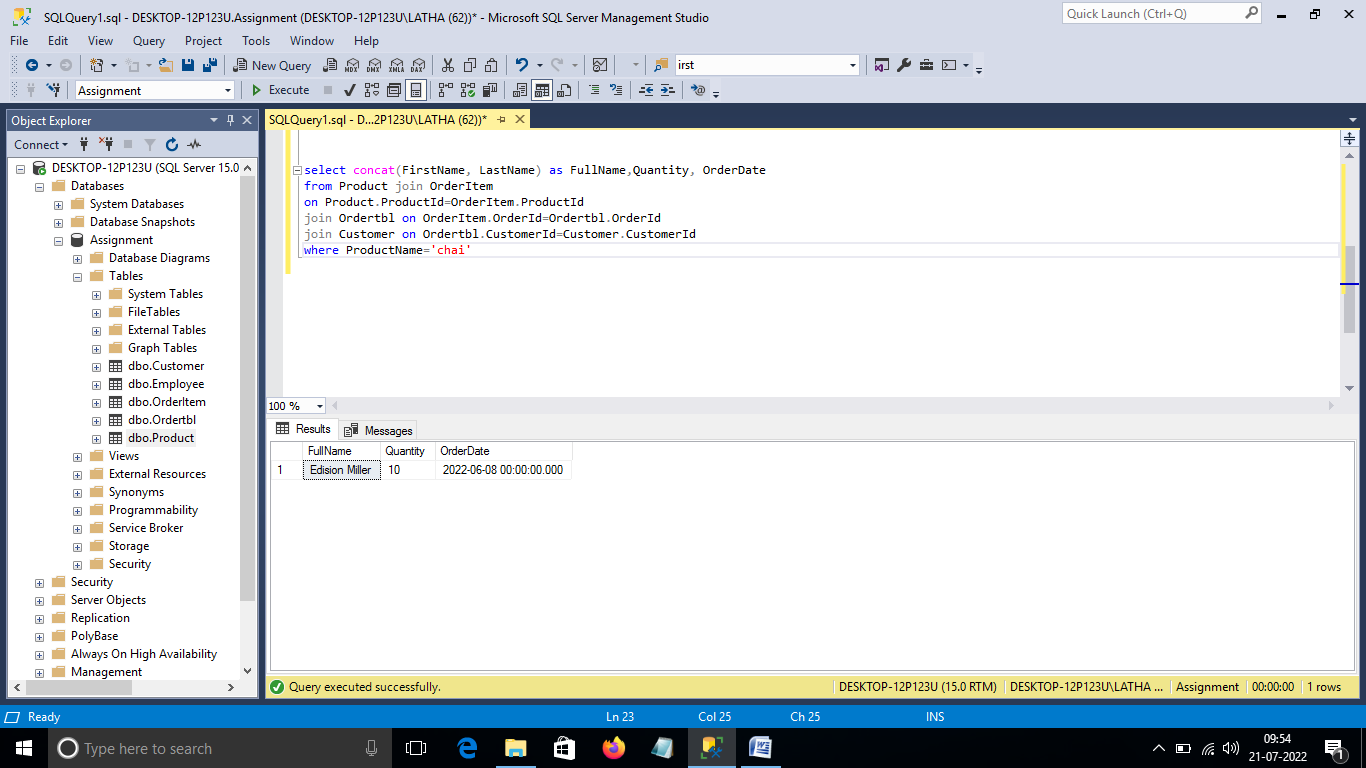 SQLQuery1.sql - DESKTOP-12P123U.Assignment (DESKTOP-12P123U\LATHA (62))* - Microsoft SQL Server Management Studio
Quick Launch (Ctrl+Q)
File Edit View Query Project Tools Window Help
New Query
MDX DMX XMLA DAX
irst
Assignment
Execute
Object Explorer
SQLQuery1.sql - D...2P123U\LATHA (62))*
Connect
DESKTOP-12P123U (SQL Server 15.0
Databases
System Databases
Database Snapshots
Assignment
Database Diagrams
Tables
System Tables
FileTables
External Tables
Graph Tables
dbo.Customer
dbo.Employee
dbo.OrderItem
dbo.Ordertbl
dbo.Product
Views
External Resources
Synonyms
Programmability
Service Broker
Storage
Security
Security
Server Objects
Replication
PolyBase
Always On High Availability
Management
select concat(FirstName, LastName) as FullName,Quantity, OrderDate
from Product join OrderItem
on Product.ProductId=OrderItem.ProductId
join Ordertbl on OrderItem.OrderId=Ordertbl.OrderId
join Customer on Ordertbl.CustomerId=Customer.CustomerId
where ProductName='chai'
100 %
Results Messages
FullName Quantity OrderDate
1 Edision Miller 10 2022-06-08 00:00:00.000
Query executed successfully. DESKTOP-12P123U (15.0 RTM) DESKTOP-12P123U\LATHA ... Assignment 00:00:00 1 rows
Ready Ln 23 Col 25 Ch 25 INS
Type here to search
09:54
21-07-2022
1